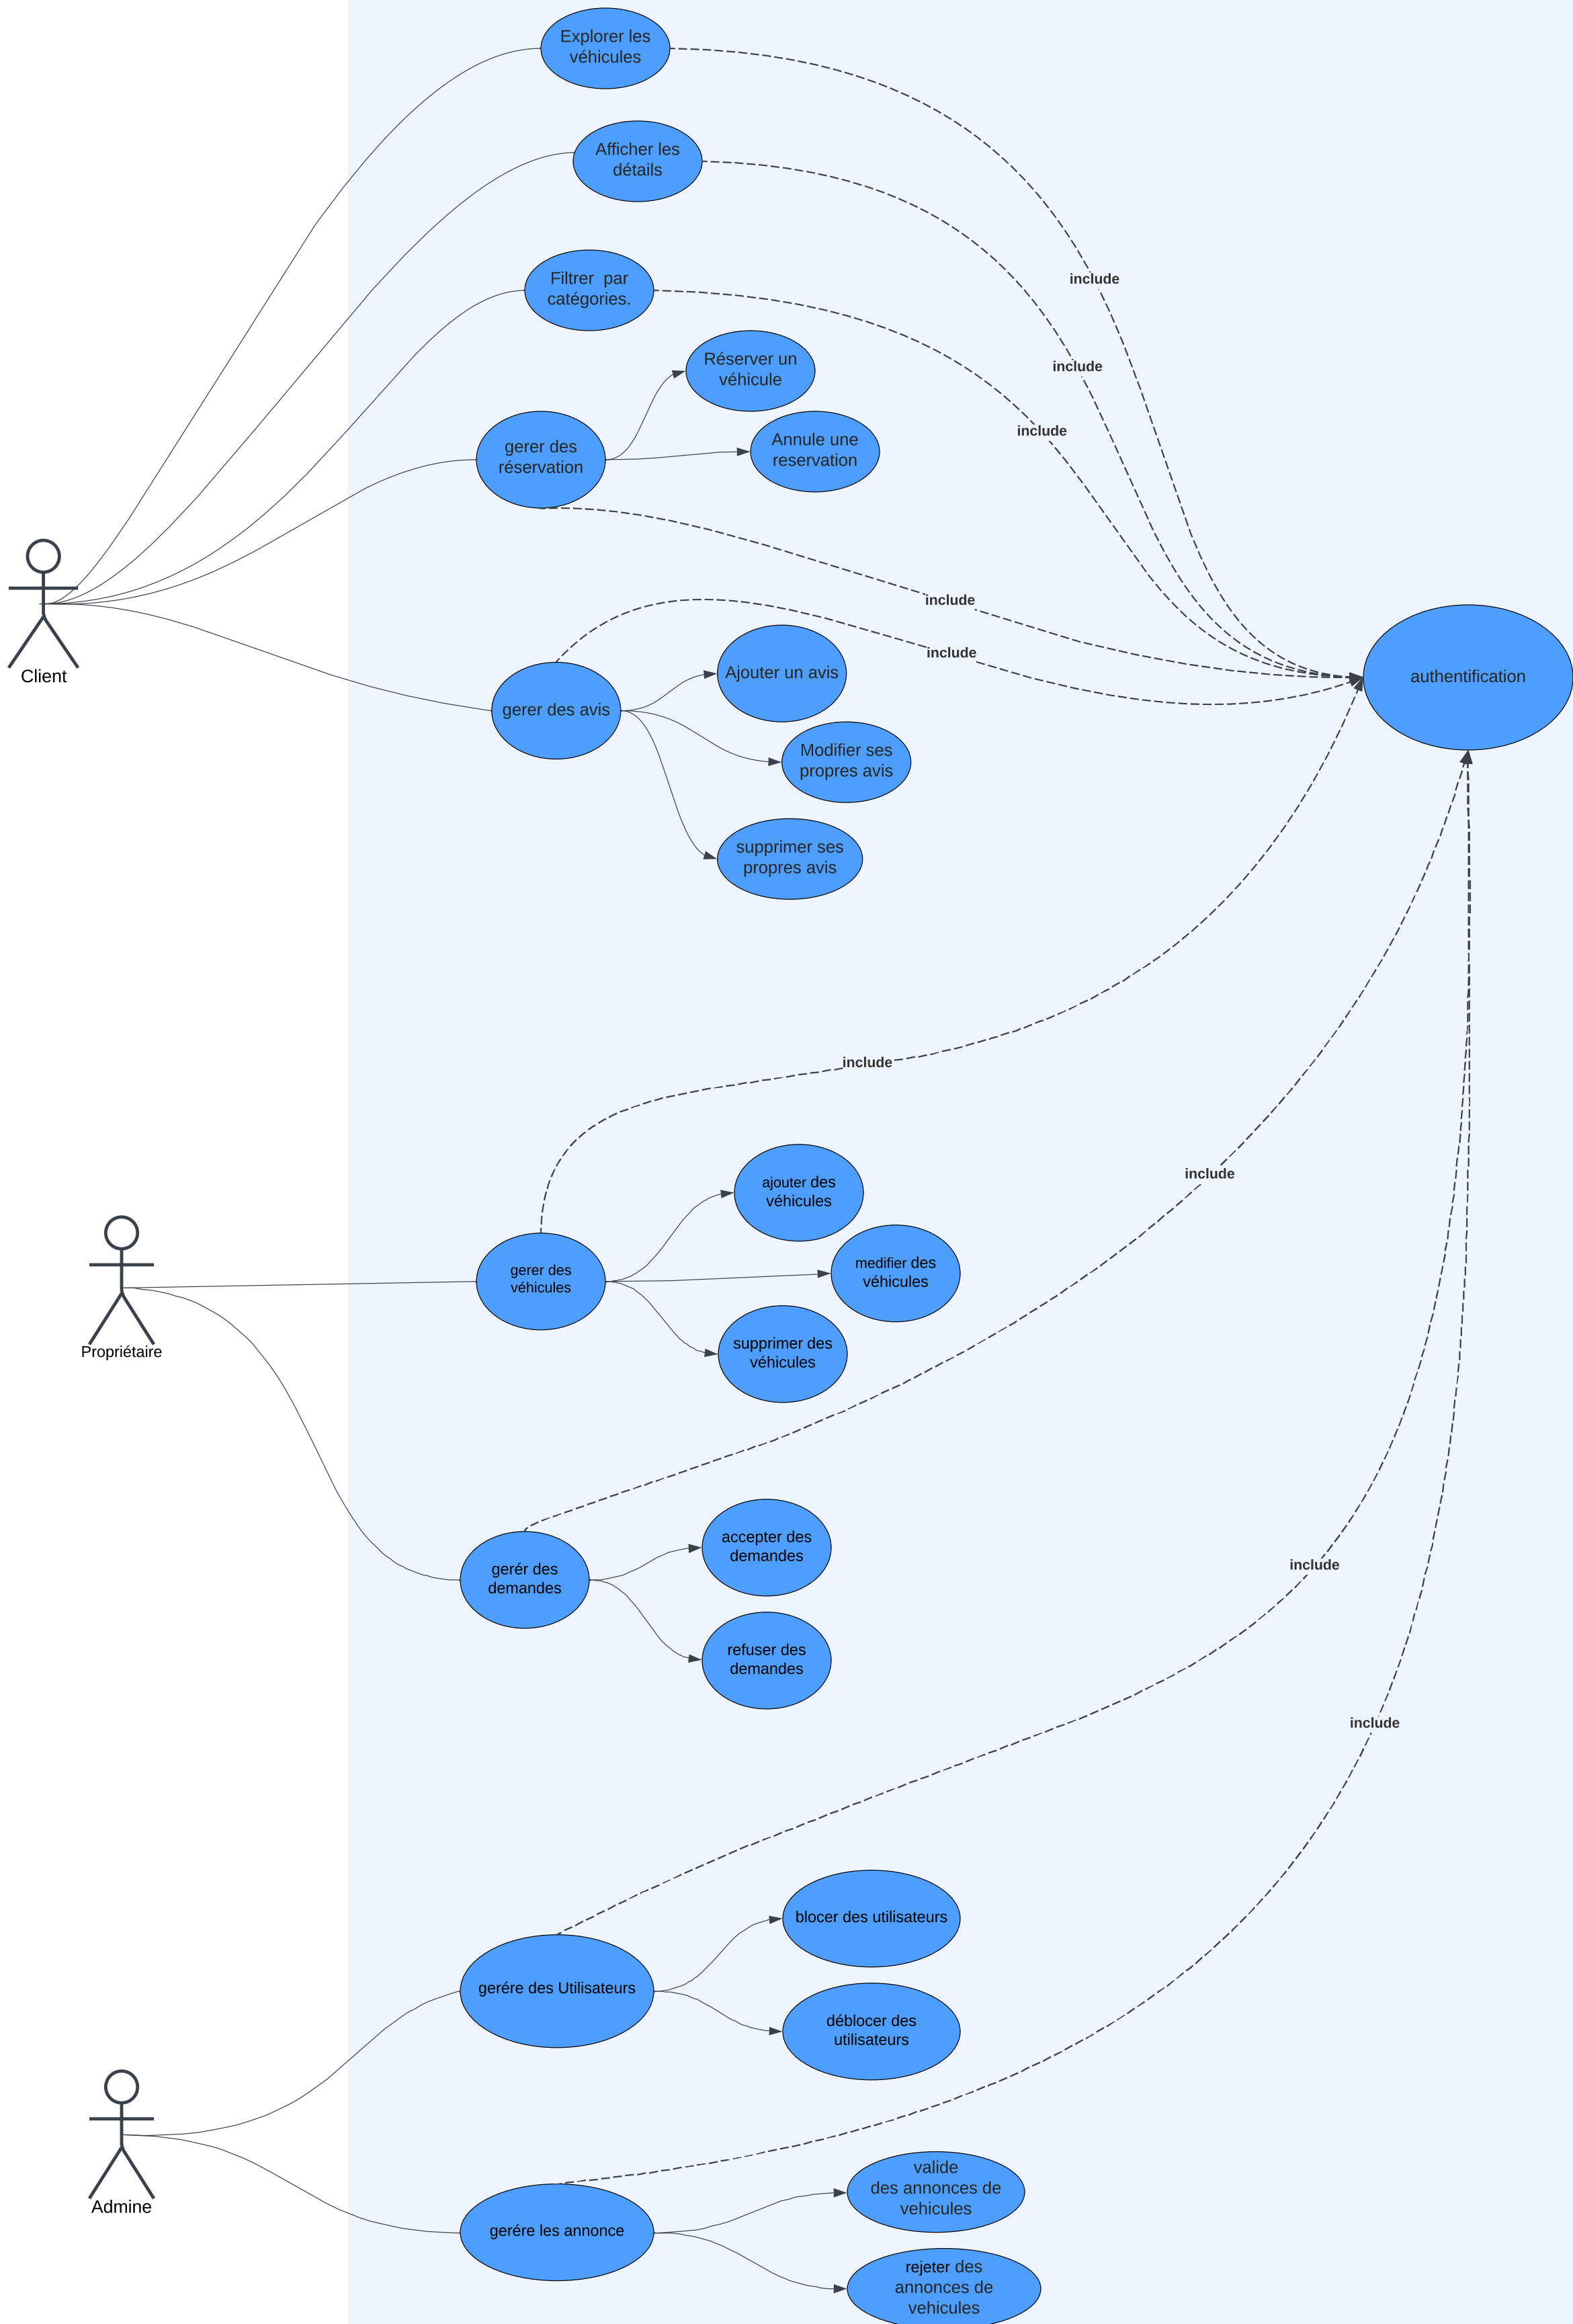 Explorer les
véhicules
Afficher les
détails
include
Filtrer  par
catégories.
Réserver un
véhicule
include
include
Annule une
reservation
gerer des
réservation
include
include
Client
Ajouter un avis
authentification
gerer des avis
Modifier ses
propres avis
supprimer ses
propres avis
include
include
ajouter des
véhicules
medifier des
véhicules
gerer des
véhicules
Propriétaire
supprimer des
véhicules
accepter des
demandes
include
gerér des
demandes
refuser des
demandes
include
blocer des utilisateurs
gerére des Utilisateurs
déblocer des
utilisateurs
Admine
valide
des annonces de
vehicules
gerére les annonce
rejeter des
annonces de
vehicules